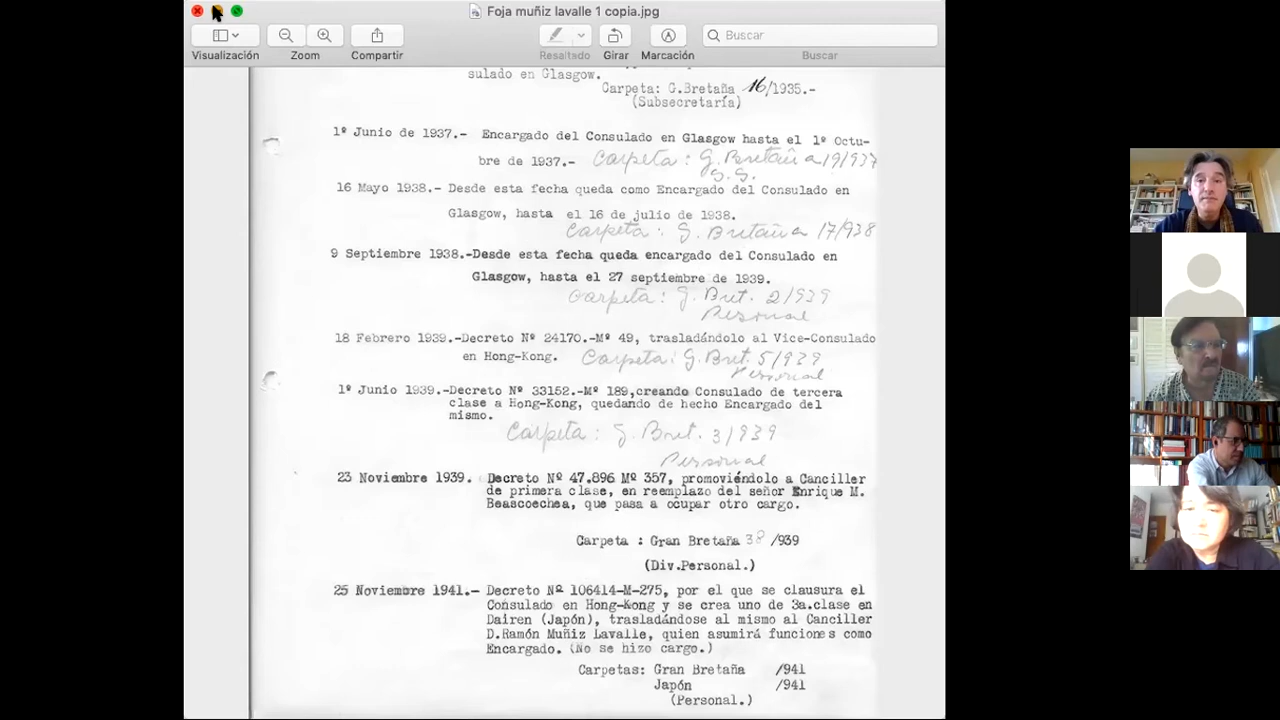 Foja muñiz lavalle 1 copia.jpg
Buscar
Visualización Zoom Compartir Resaltado Girar Marcación Buscar
sulado en Glasgow.
Carpeta: G.Bretaña 16/1935.-
(Subsecretaría)
1º Junio de 1937.- Encargado del Consulado en Glasgow hasta el 1º Octu-
bre de 1937.- Carpeta: G. Bretaña 19/937
S.S.
16 Mayo 1938.- Desde esta fecha queda como Encargado del Consulado en
Glasgow, hasta el 16 de julio de 1938.
Carpeta: G. Bretaña 17/938
9 Septiembre 1938.-Desde esta fecha queda encargado del Consulado en
Glasgow, hasta el 27 septiembre de 1939.
Carpeta: G. Bret. 2/939
Personal
18 Febrero 1939.-Decreto Nº 24170.-Mº 49, trasladándolo al Vice-Consulado
en Hong-Kong. Carpeta: G. Bret. 5/939
Personal
1º Junio 1939.-Decreto Nº 33152.-Mº 189,creando Consulado de tercera
clase a Hong-Kong, quedando de hecho Encargado del
mismo.
Carpeta: G. Bret. 3/939
Personal
23 Noviembre 1939. Decreto Nº 47.896 Mº 357, promoviéndolo a Canciller
de primera clase, en reemplazo del señor Enrique M.
Beascoechea, que pasa a ocupar otro cargo.
Carpeta : Gran Bretaña 38 /939
(Div.Personal.)
25 Noviembre 1941.- Decreto Nº 106414-M-275, por el que se clausura el
Consulado en Hong-Kong y se crea uno de 3a.clase en
Dairen (Japón), trasladándose al mismo al Canciller
D.Ramón Muñiz Lavalle, quien asumirá funciones como
Encargado. (No se hizo cargo.)
Carpetas: Gran Bretaña /941
Japón /941
(Personal.)